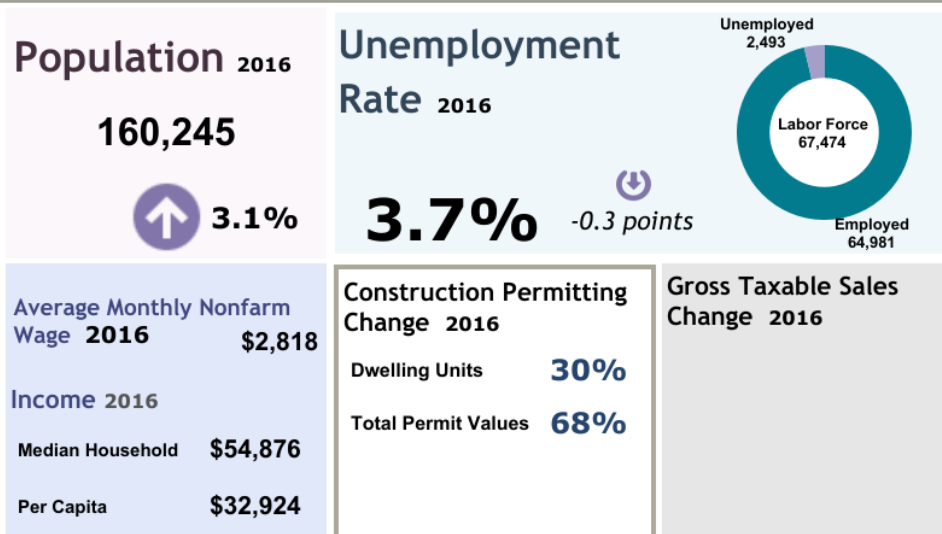 Population 2016
160,245
3.1%
Unemployment
Rate 2016
3.7%
-0.3 points
Unemployed
2,493
Labor Force
67,474
Employed
64,981
Average Monthly Nonfarm
Wage 2016
$2,818
Income 2016
Median Household $54,876
Per Capita $32,924
Construction Permitting
Change 2016
Dwelling Units 30%
Total Permit Values 68%
Gross Taxable Sales
Change 2016